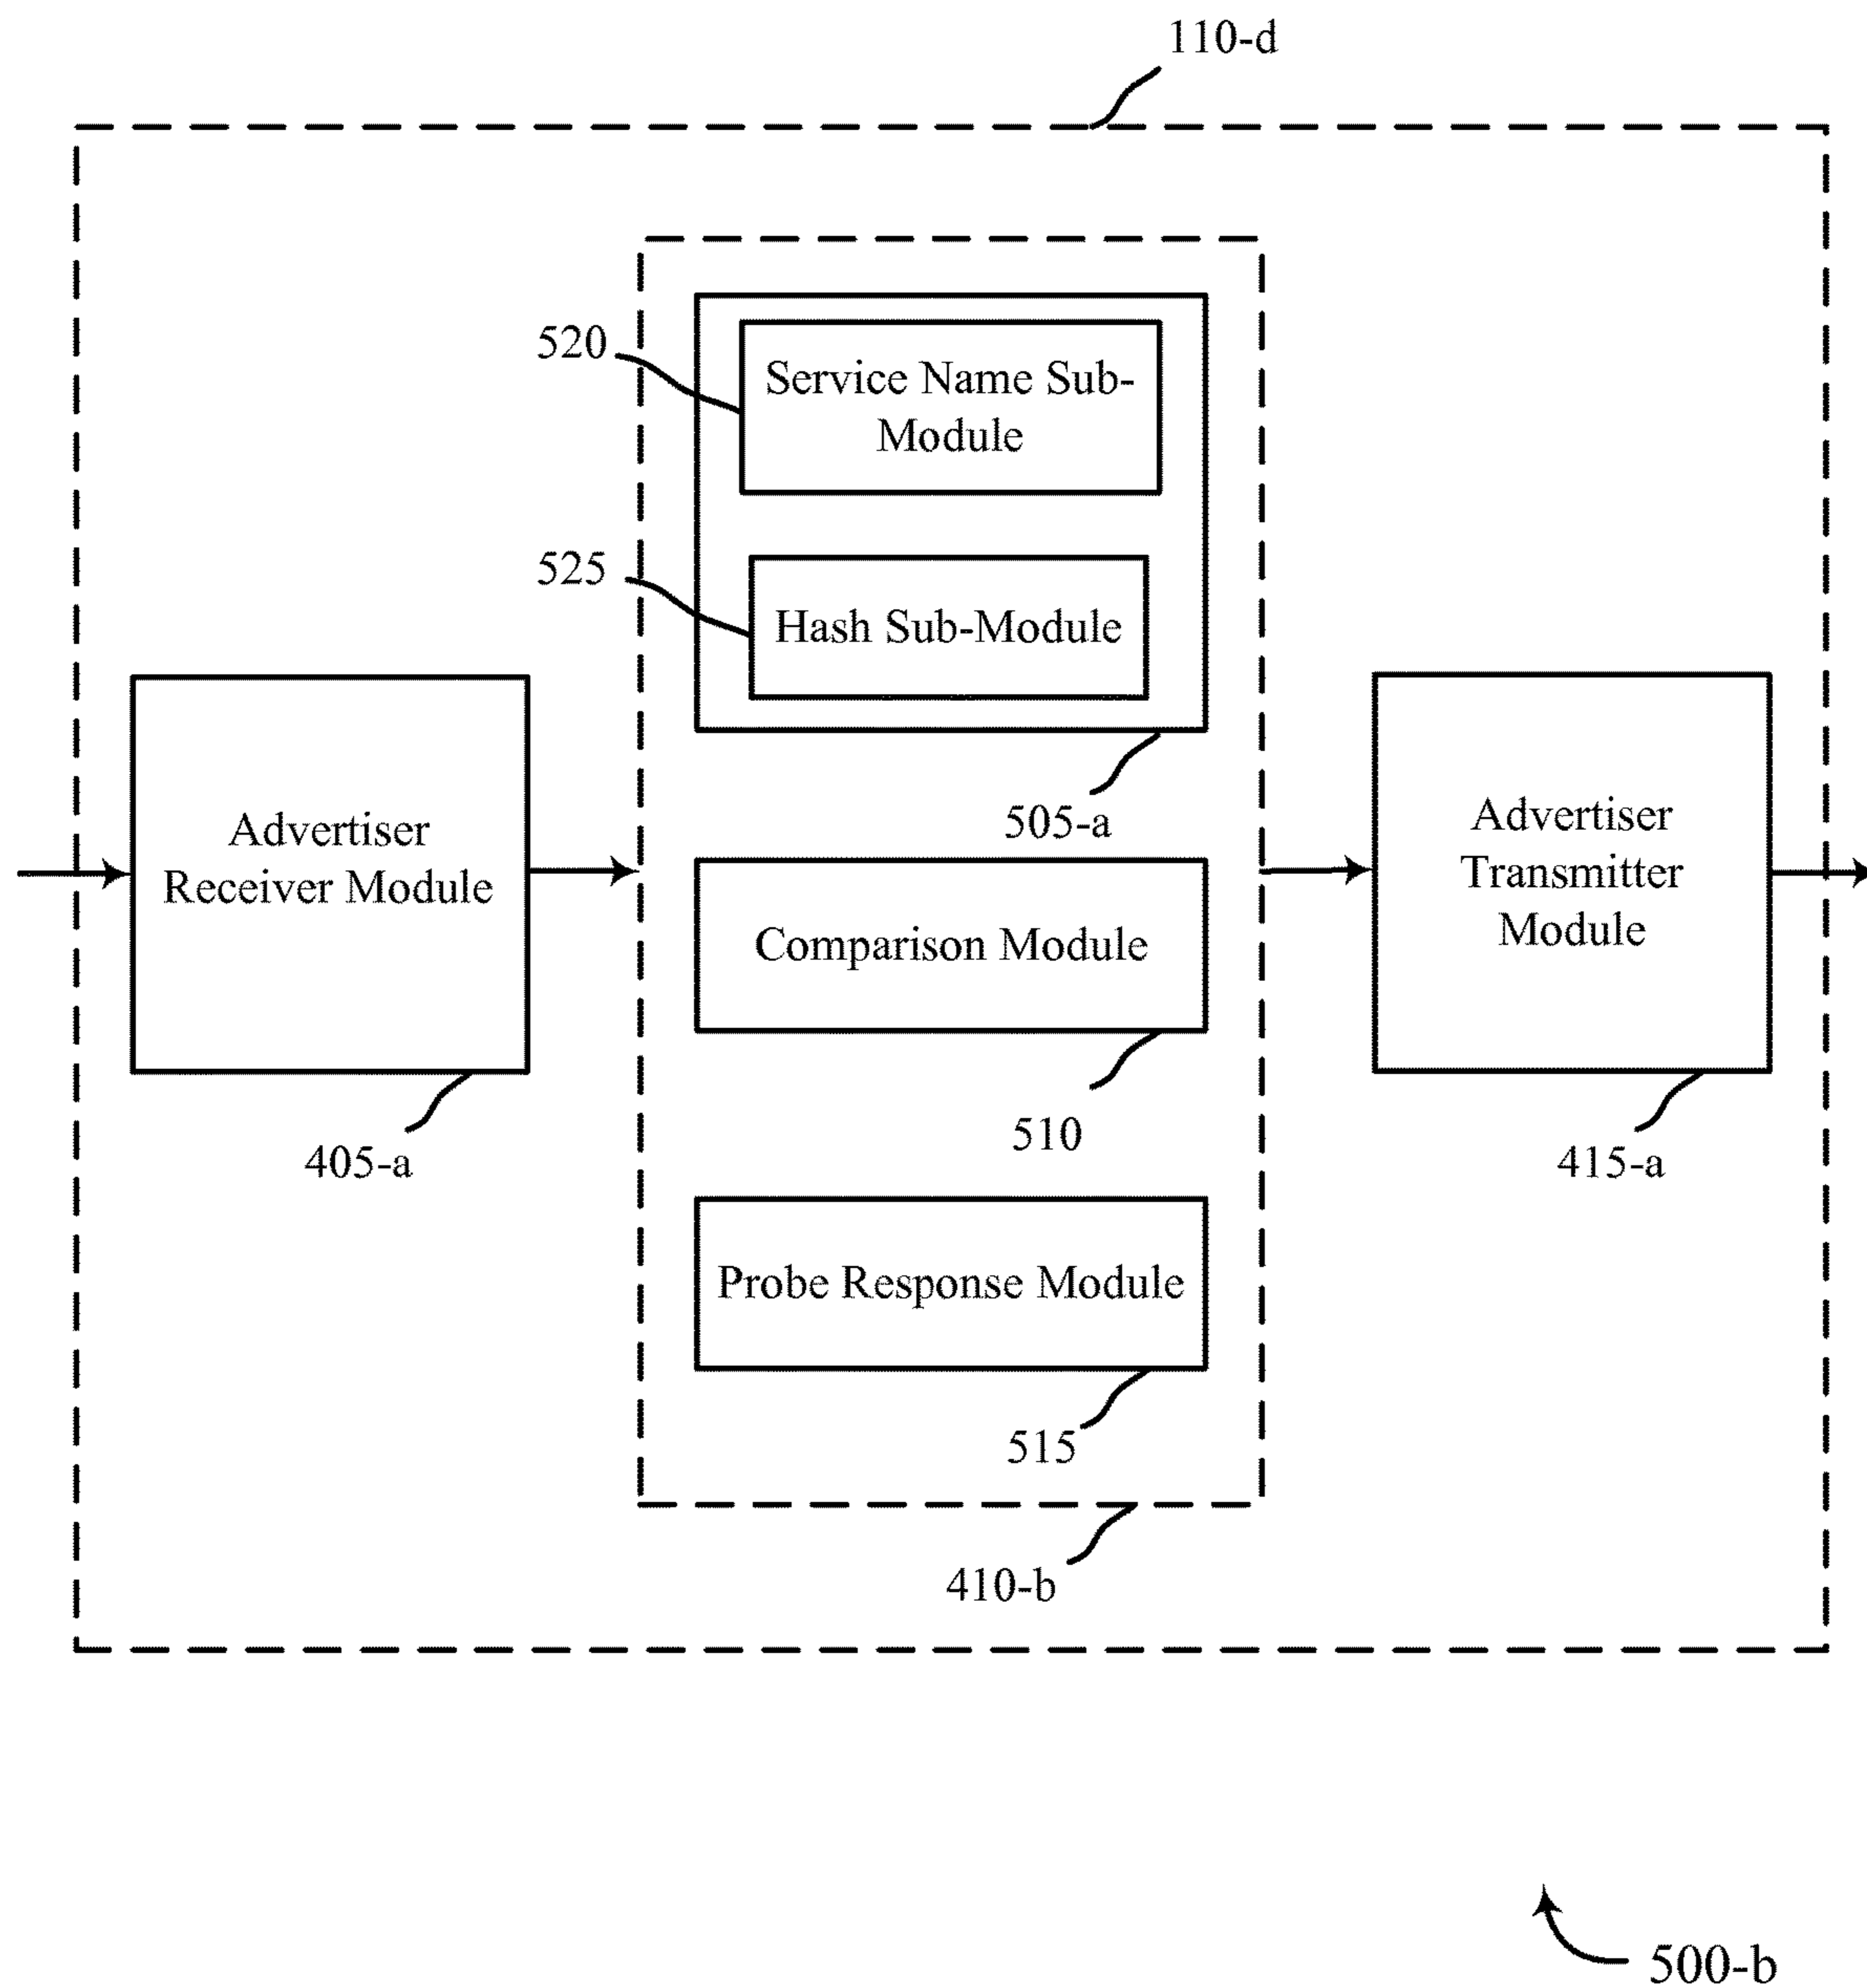 110-d
520
Service Name Sub-
Module
525
Hash Sub-Module
505-a
Advertiser
Receiver Module
405-a
Comparison Module
510
Probe Response Module
515
410-b
Advertiser
Transmitter
Module
415-a
500-b